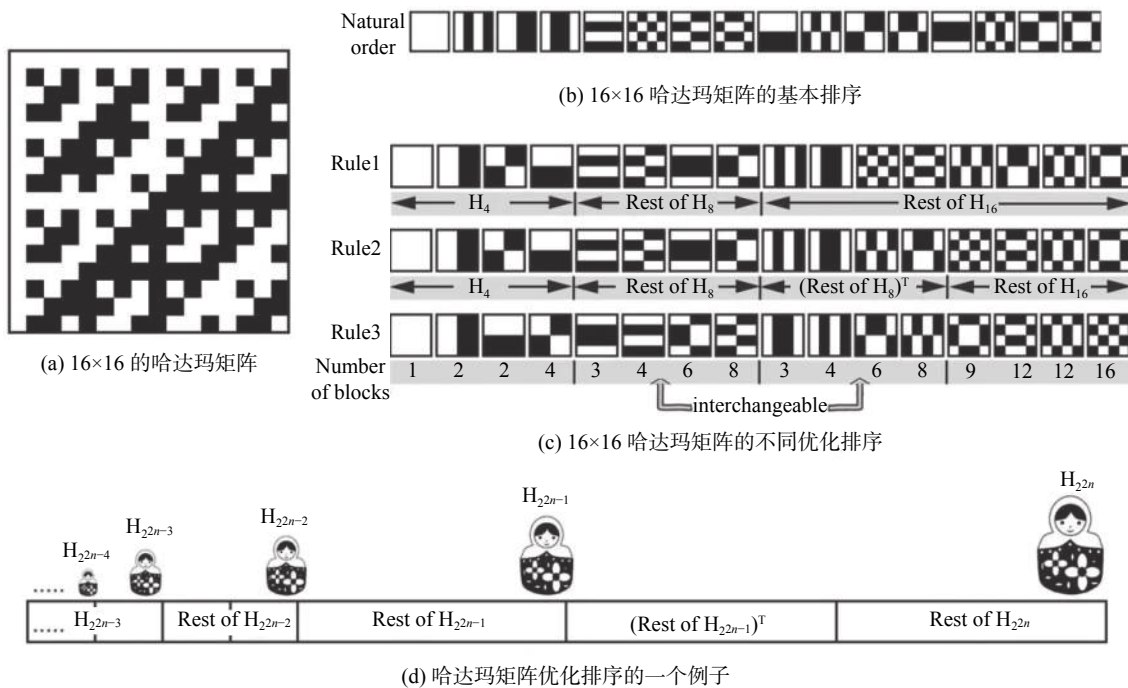 Natural
order
(b) 16×16 哈达玛矩阵的基本排序
Rule1
H₄ Rest of H₈ Rest of H₁₆
Rule2
H₄ Rest of H₈ (Rest of H₈)ᵀ Rest of H₁₆
Rule3
(a) 16×16 的哈达玛矩阵
Number
of blocks
1 2 2 4 3 4 6 8 3 4 6 8 9 12 12 16
interchangeable
(c) 16×16 哈达玛矩阵的不同优化排序
H₂2n−4 H₂2n−3 H₂2n−2 H₂2n−1 H₂2n
..... H₂2n−3 Rest of H₂2n−2 Rest of H₂2n−1 (Rest of H₂2n−1)ᵀ Rest of H₂2n
.....
(d) 哈达玛矩阵优化排序的一个例子